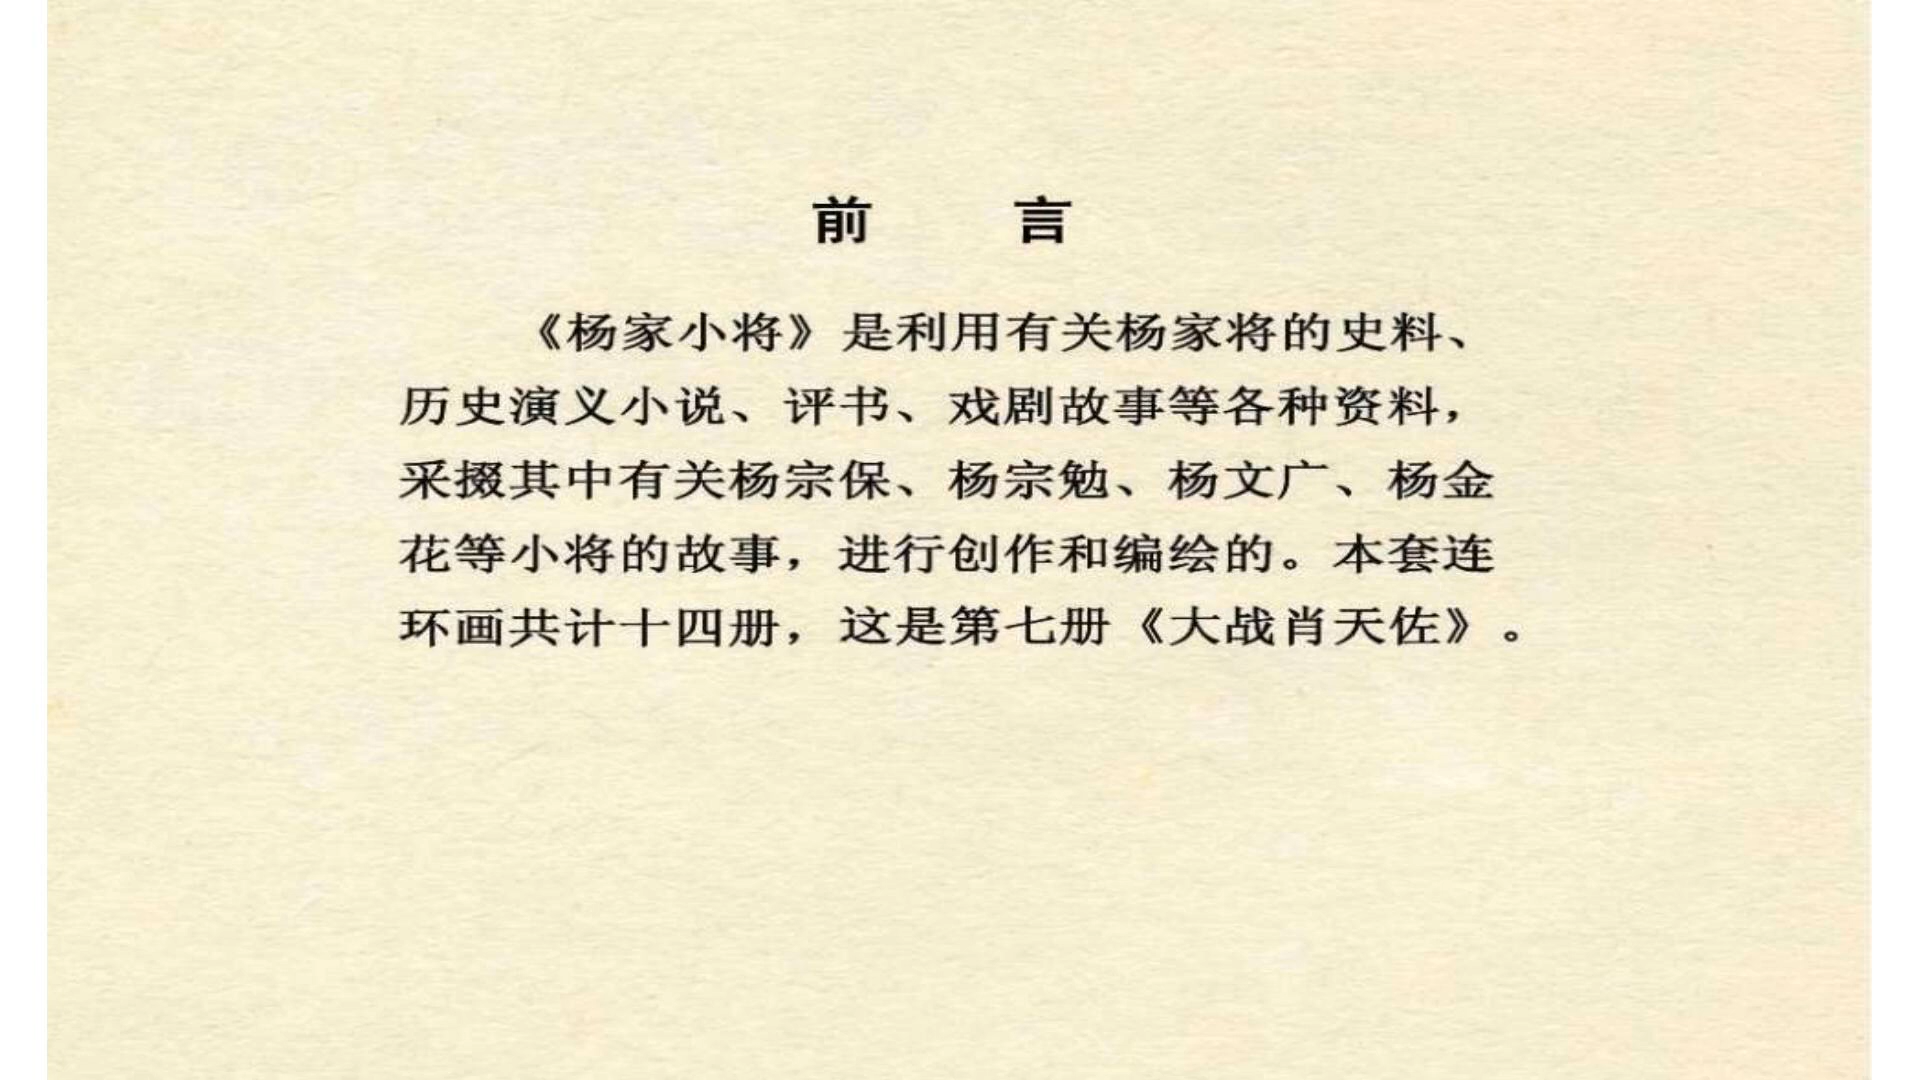 前言
《杨家小将》是利用有关杨家将的史料、
历史演义小说、评书、戏剧故事等各种资料，
采掇其中有关杨宗保、杨宗勉、杨文广、杨金
花等小将的故事，进行创作和编绘的。本套连
环画共计十四册，这是第七册《大战肖天佐》。